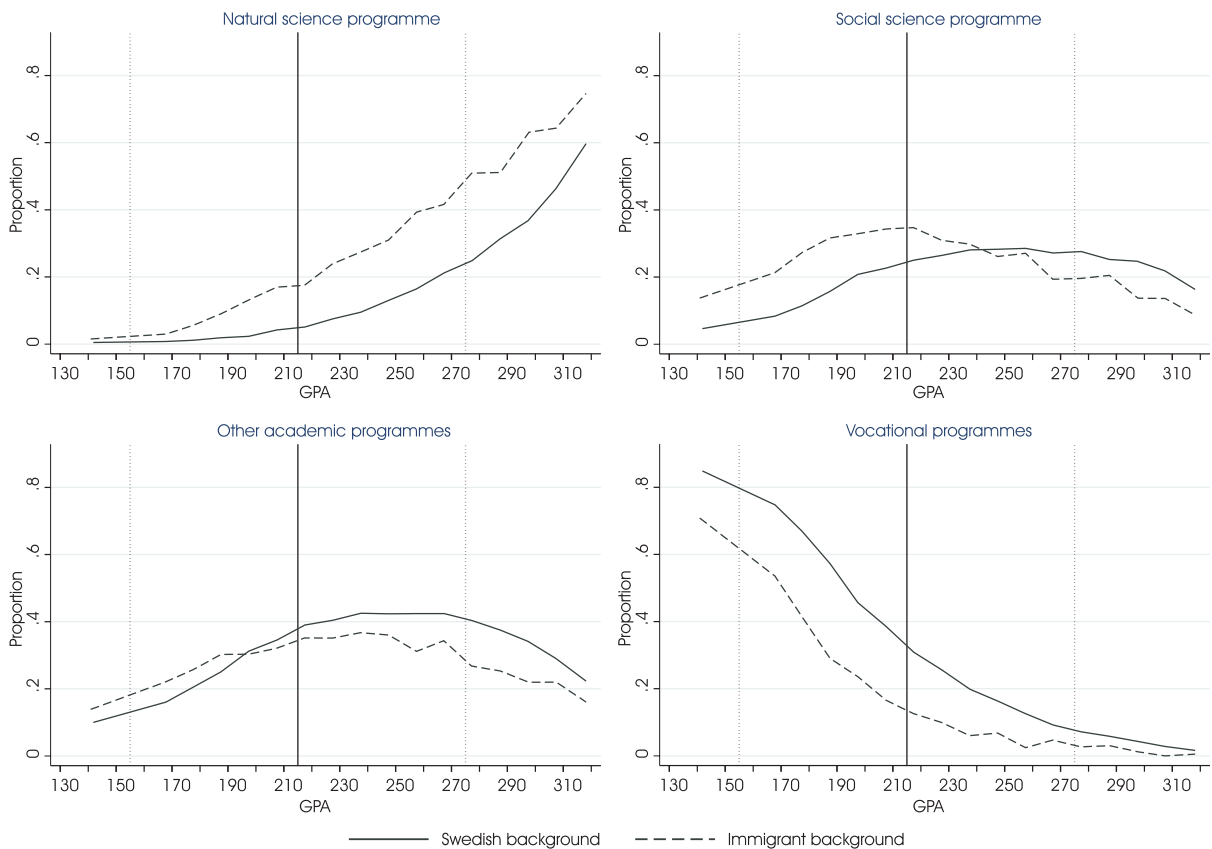 Natural science programme
Proportion
.8
.6
.4
.2
0
130 150 170 190 210 230 250 270 290 310
GPA
Social science programme
Proportion
.8
.6
.4
.2
0
130 150 170 190 210 230 250 270 290 310
GPA
Other academic programmes
Proportion
.8
.6
.4
.2
0
130 150 170 190 210 230 250 270 290 310
GPA
Vocational programmes
Proportion
.8
.6
.4
.2
0
130 150 170 190 210 230 250 270 290 310
GPA
Swedish background Immigrant background